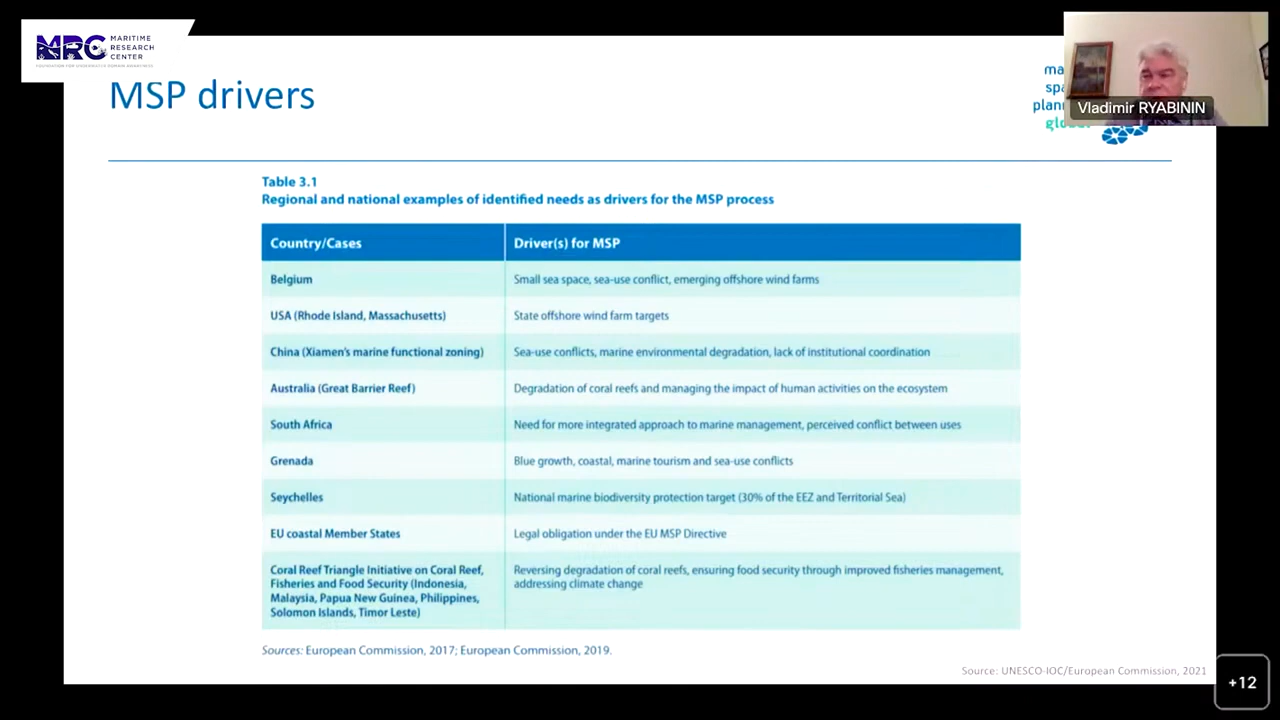 MRC
MARITIME
RESEARCH
CENTER
MSP drivers
Vladimir RYABININ
Table 3.1
Regional and national examples of identified needs as drivers for the MSP process
Country/Cases Driver(s) for MSP
Belgium Small sea space, sea-use conflict, emerging offshore wind farms
USA (Rhode Island, Massachusetts) State offshore wind farm targets
China (Xiamen's marine functional zoning) Sea-use conflicts, marine environmental degradation, lack of institutional coordination
Australia (Great Barrier Reef) Degradation of coral reefs and managing the impact of human activities on the ecosystem
South Africa Need for more integrated approach to marine management, perceived conflict between uses
Grenada Blue growth, coastal, marine tourism and sea-use conflicts
Seychelles National marine biodiversity protection target (30% of the EEZ and Territorial Sea)
EU coastal Member States Legal obligation under the EU MSP Directive
Coral Reef Triangle Initiative on Coral Reef, Reversing degradation of coral reefs, ensuring food security through improved fisheries management,
Fisheries and Food Security (Indonesia, addressing climate change
Malaysia, Papua New Guinea, Philippines,
Solomon Islands, Timor Leste)
Sources: European Commission, 2017; European Commission, 2019.
Source: UNESCO-IOC/European Commission, 2021
+12